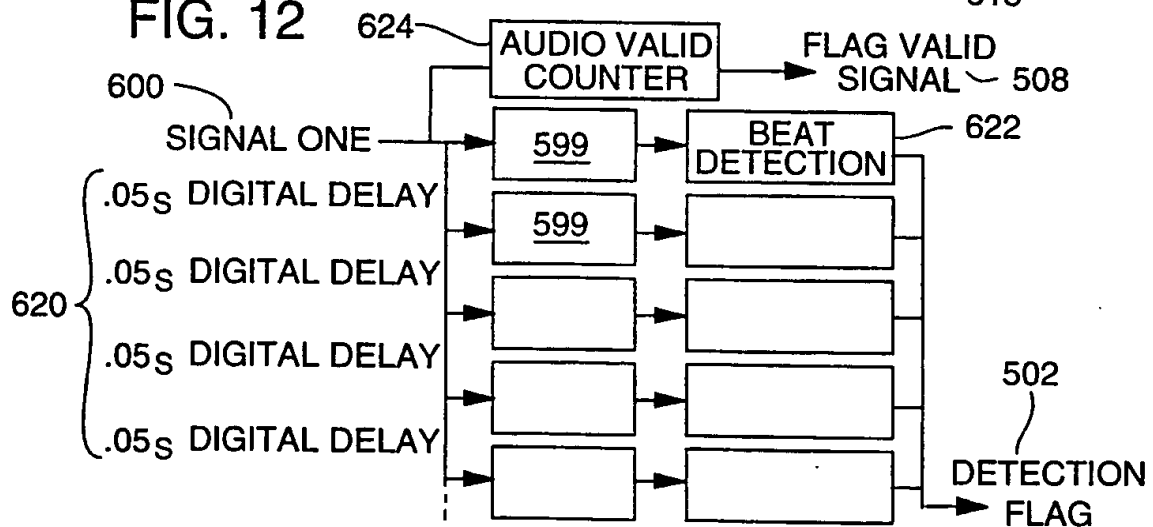 FIG. 12
624
AUDIO VALID
COUNTER
FLAG VALID
SIGNAL
508
600
SIGNAL ONE
599
BEAT
DETECTION
622
.05s DIGITAL DELAY
599
.05s DIGITAL DELAY
620
.05s DIGITAL DELAY
.05s DIGITAL DELAY
502
DETECTION
FLAG